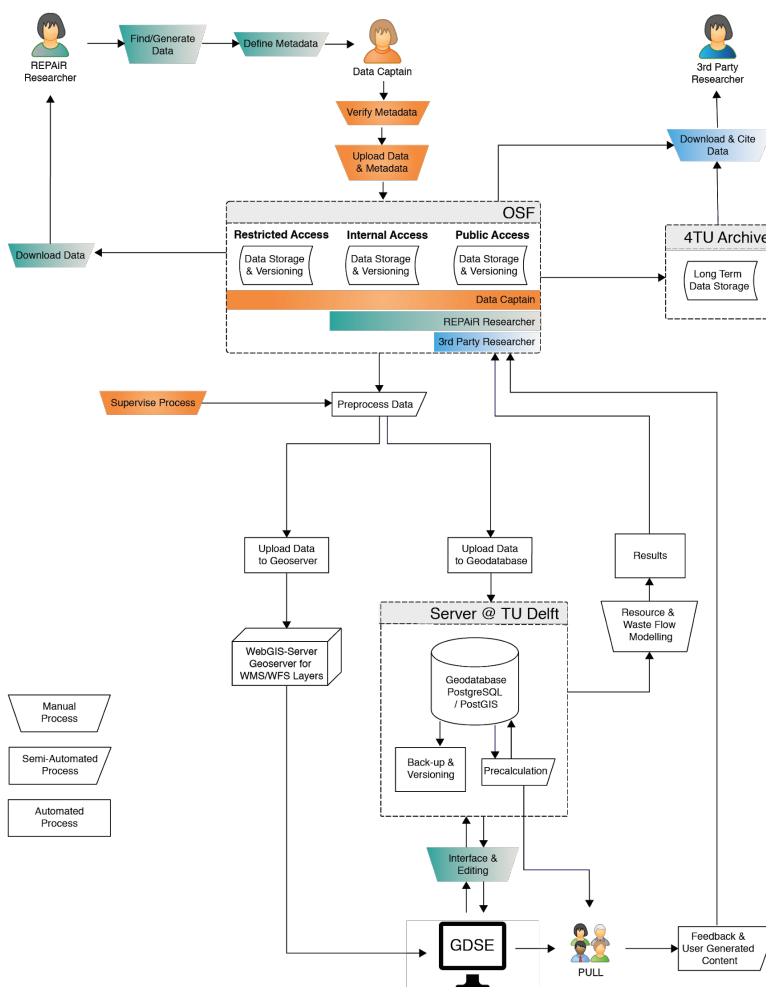 REPAiR
Researcher
Find/Generate
Data
Define Metadata
Data Captain
3rd Party
Researcher
Verify Metadata
Upload Data
& Metadata
Download & Cite
Data
OSF
Restricted Access
Internal Access
Public Access
Data Storage
& Versioning
Data Storage
& Versioning
Data Storage
& Versioning
Data Captain
REPAiR Researcher
3rd Party Researcher
Download Data
4TU Archive
Long Term
Data Storage
Supervise Process
Preprocess Data
Upload Data
to Geoserver
Upload Data
to Geodatabase
Results
Resource &
Waste Flow
Modelling
Server @ TU Delft
WebGIS-Server
Geoserver for
WMS/WFS Layers
Geodatabase
PostgreSQL
/ PostGIS
Back-up &
Versioning
Precalculation
Manual
Process
Semi-Automated
Process
Automated
Process
Interface &
Editing
GDSE
PULL
Feedback &
User Generated
Content